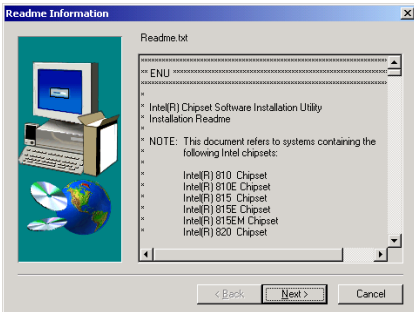 Readme Information
Readme.txt
** ENU **
* Intel(R) Chipset Software Installation Utility
* Installation Readme
* NOTE: This document refers to systems containing the
* following Intel chipsets:
* Intel(R) 810 Chipset
* Intel(R) 810E Chipset
* Intel(R) 815 Chipset
* Intel(R) 815E Chipset
* Intel(R) 815EM Chipset
* Intel(R) 820 Chipset
< Back
Next >
Cancel